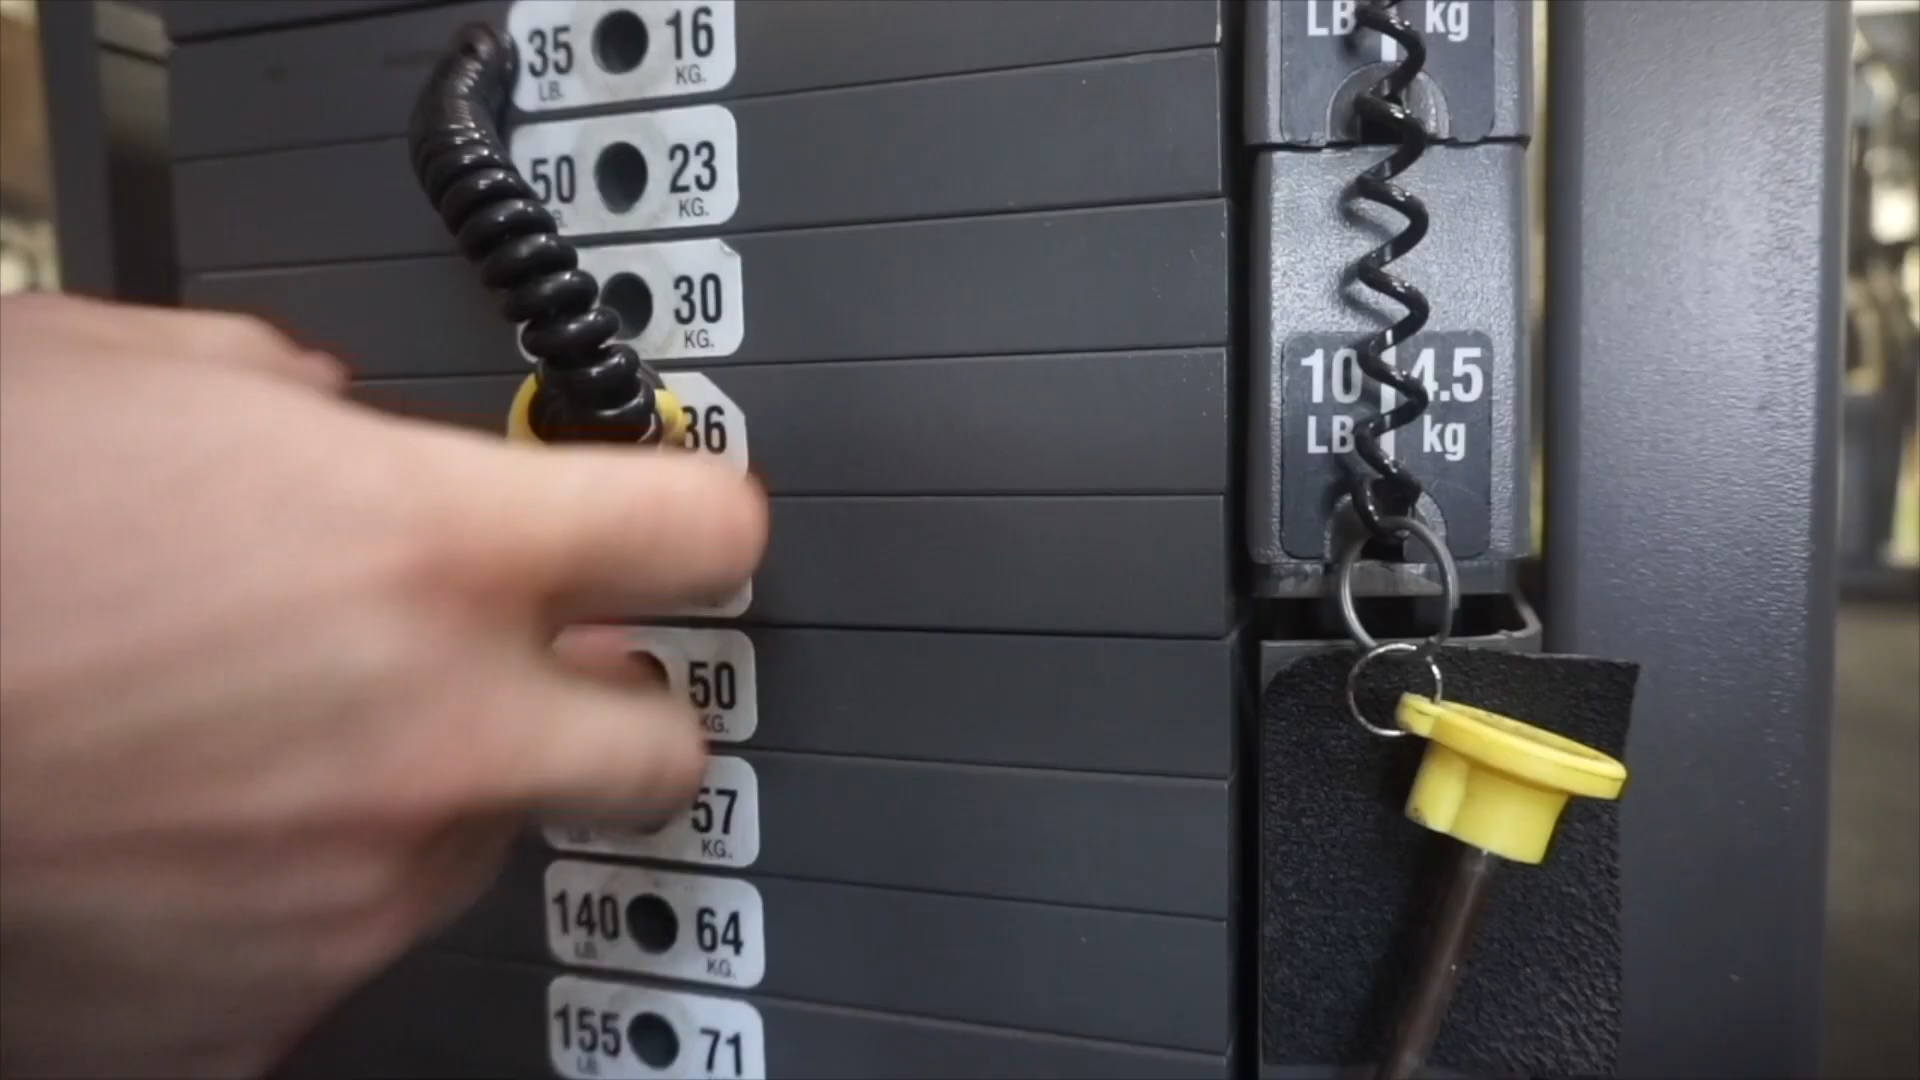 35 16
LB. KG.
50 23
KG.
30
KG.
36
50
KG.
57
KG.
140 64
LB. KG.
155 71
LB.
LB kg
10 4.5
LB kg